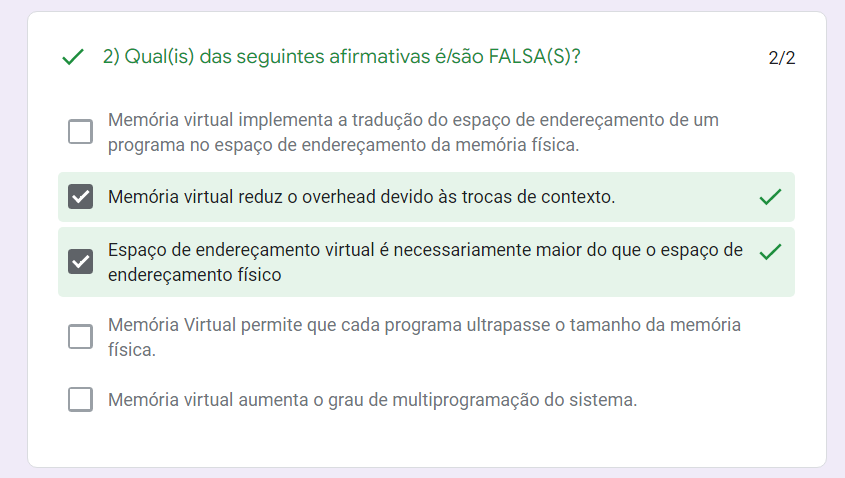 2) Qual(is) das seguintes afirmativas é/são FALSA(S)?
2/2
Memória virtual implementa a tradução do espaço de endereçamento de um
programa no espaço de endereçamento da memória física.
Memória virtual reduz o overhead devido às trocas de contexto.
Espaço de endereçamento virtual é necessariamente maior do que o espaço de
endereçamento físico
Memória Virtual permite que cada programa ultrapasse o tamanho da memória
física.
Memória virtual aumenta o grau de multiprogramação do sistema.